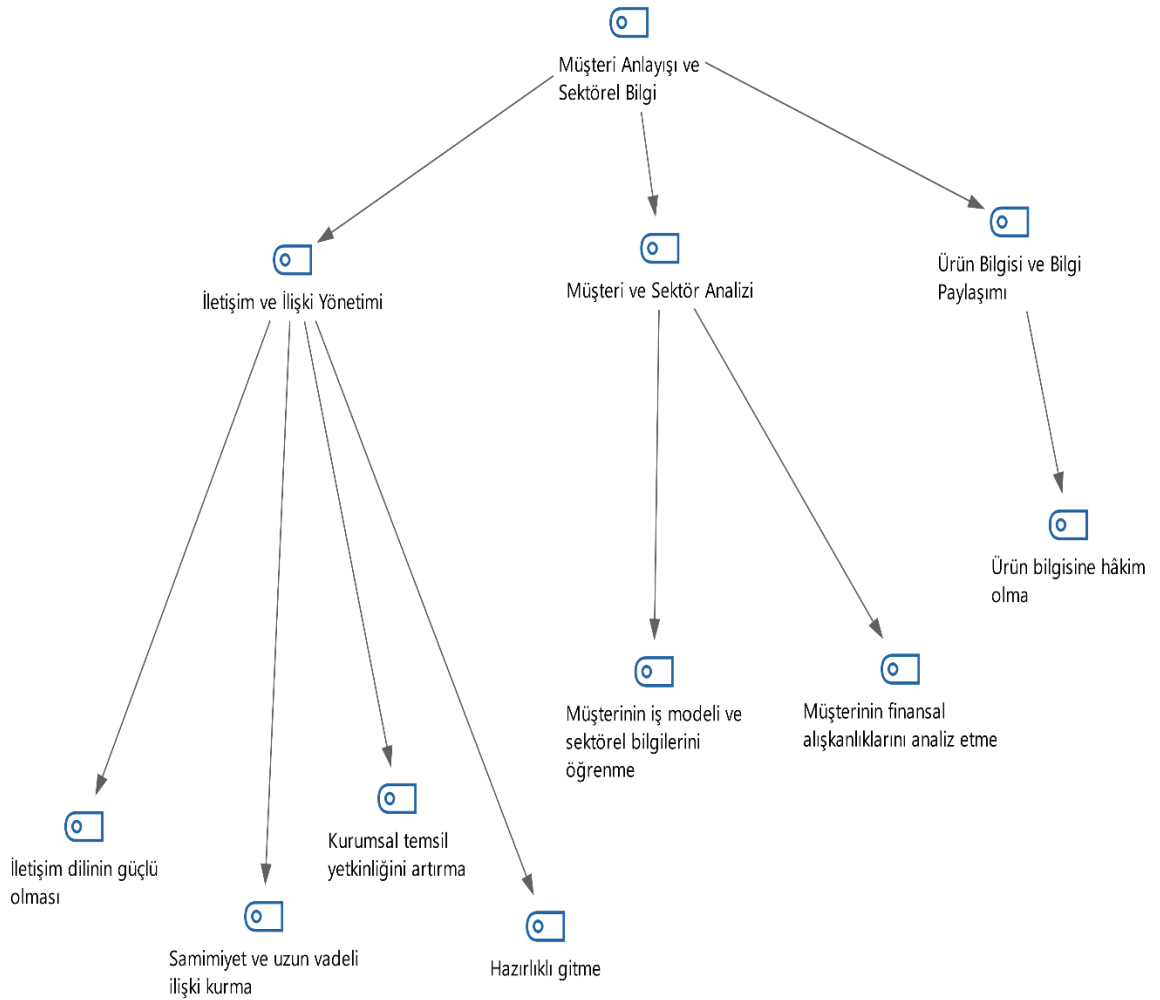 Müşteri Anlayışı ve
Sektörel Bilgi
İletişim ve İlişki Yönetimi
Müşteri ve Sektör Analizi
Ürün Bilgisi ve Bilgi
Paylaşımı
Ürün bilgisine hâkim
olma
Müşterinin iş modeli ve
sektörel bilgilerini
öğrenme
Müşterinin finansal
alışkanlıklarını analiz etme
İletişim dilinin güçlü
olması
Kurumsal temsil
yetkinliğini artırma
Samimiyet ve uzun vadeli
ilişki kurma
Hazırlıklı gitme